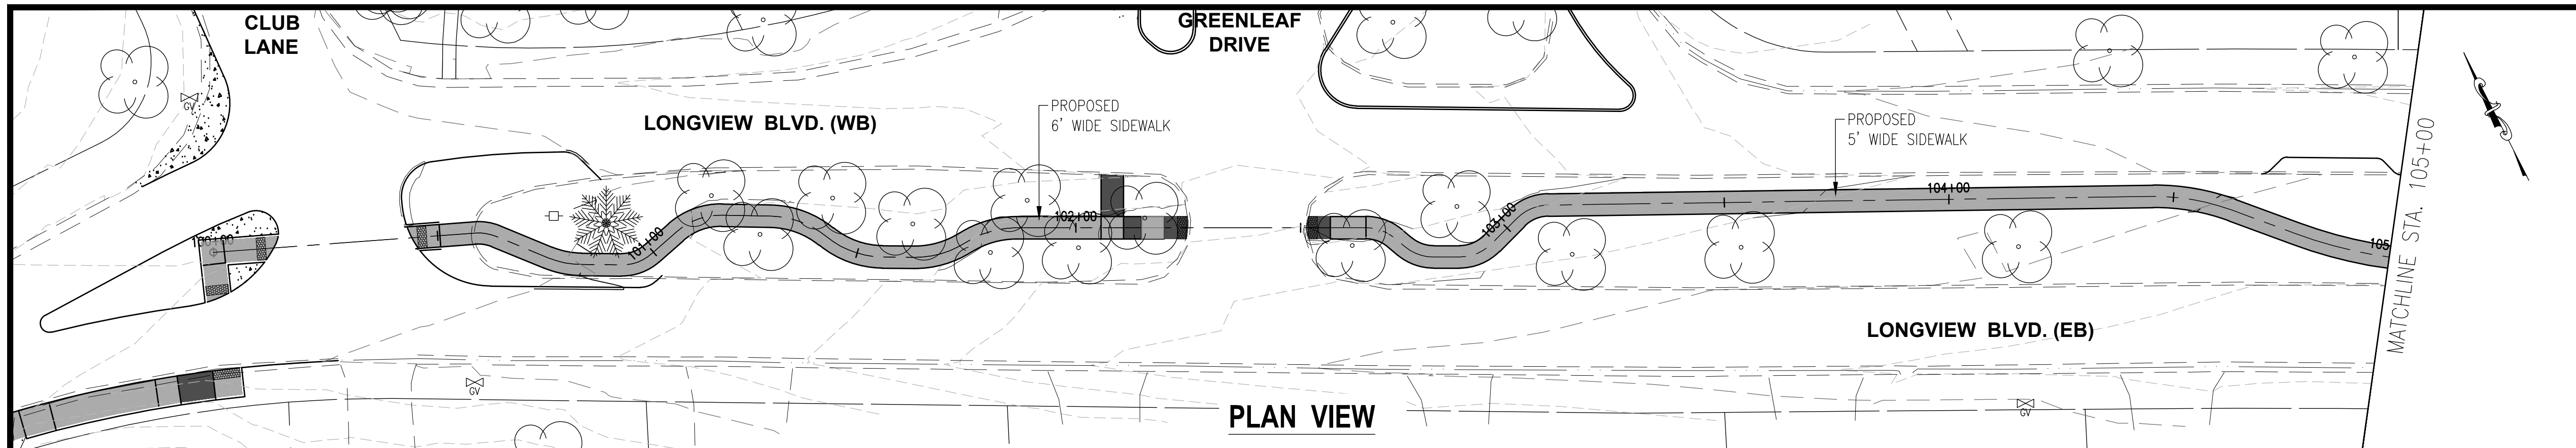 CLUB
LANE
GREENLEAF
DRIVE
GV
LONGVIEW BLVD. (WB)
PROPOSED
6' WIDE SIDEWALK
PROPOSED
5' WIDE SIDEWALK
100+00
101+00
102+00
103+00
104+00
105
MATCHLINE STA. 105+00
LONGVIEW BLVD. (EB)
GV
GV
PLAN VIEW